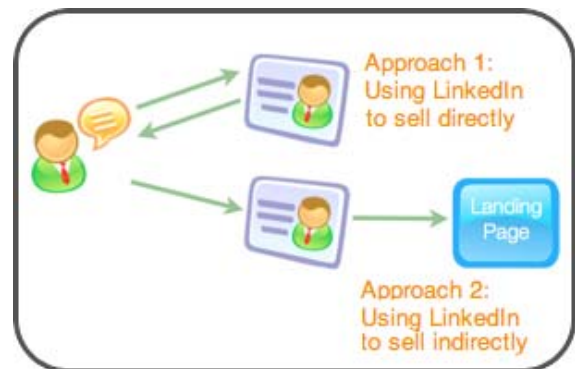 Approach 1:
Using LinkedIn
to sell directly
Landing
Page
Approach 2:
Using LinkedIn
to sell indirectly